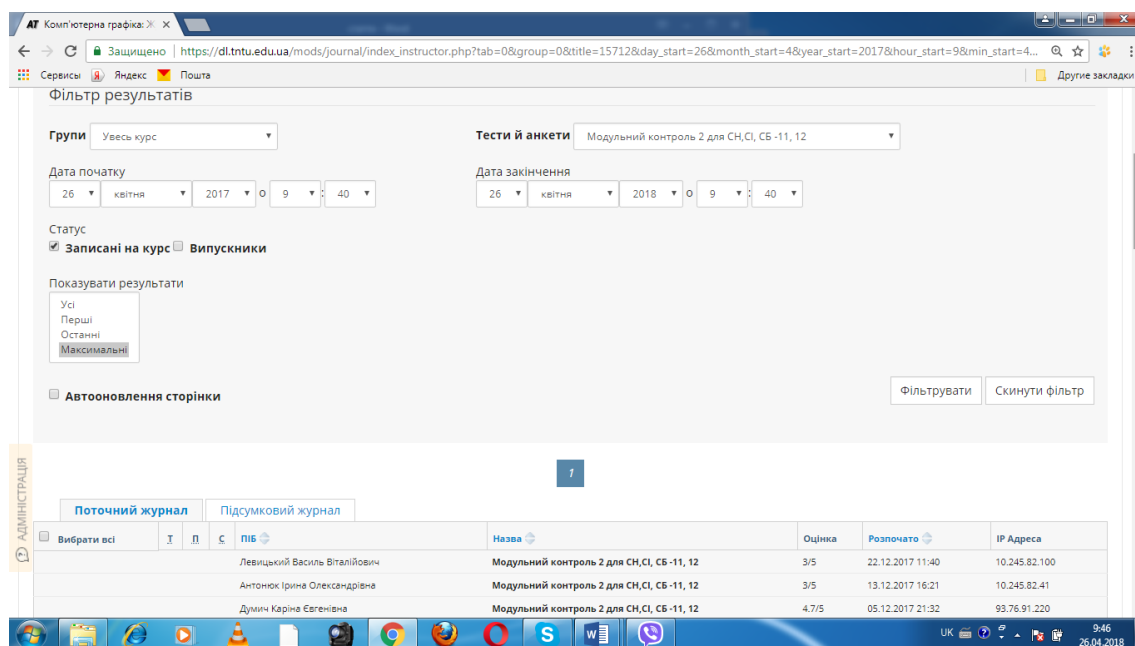 АТ Комп'ютерна графіка: Ж
Защищено https://dl.tntu.edu.ua/mods/journal/index_instructor.php?tab=0&group=0&title=15712&day_start=26&month_start=4&year_start=2017&hour_start=9&min_start=4...
Сервисы Я Яндекс Пошта Другие закладки
Фільтр результатів
Групи Увесь курс Тести й анкети Модульний контроль 2 для СН,СІ, СБ -11, 12
Дата початку Дата закінчення
26 квітня 2017 о 9 : 40 26 квітня 2018 о 9 : 40
Статус
Записані на курс Випускники
Показувати результати
Усі
Перші
Останні
Максимальні
Автооновлення сторінки Фільтрувати Скинути фільтр
АДМІНІСТРАЦІЯ
1
Поточний журнал Підсумковий журнал
Вибрати всі Т П С ПІБ Назва Оцінка Розпочато IP Адреса
Левицький Василь Віталійович Модульний контроль 2 для СН,СІ, СБ -11, 12 3/5 22.12.2017 11:40 10.245.82.100
Антонюк Ірина Олександрівна Модульний контроль 2 для СН,СІ, СБ -11, 12 3/5 13.12.2017 16:21 10.245.82.41
Думич Каріна Євгенівна Модульний контроль 2 для СН,СІ, СБ -11, 12 4.7/5 05.12.2017 21:32 93.76.91.220
UK 9:46
26.04.2018